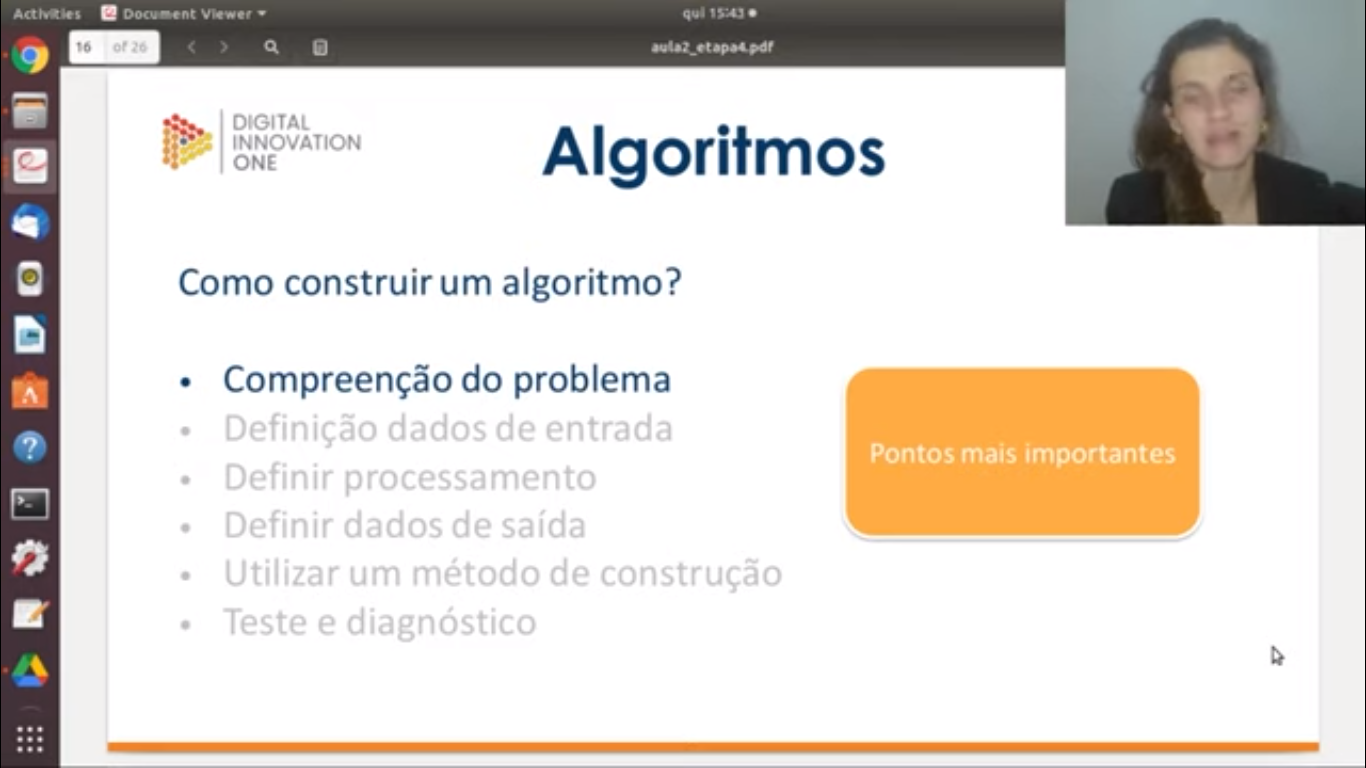 Activities
Document Viewer
qui 15:43
16 of 26
aula2_etapa4.pdf
DIGITAL
INNOVATION
ONE
Algoritmos
Como construir um algoritmo?
• Compreenção do problema
• Definição dados de entrada
• Definir processamento
• Definir dados de saída
• Utilizar um método de construção
• Teste e diagnóstico
Pontos mais importantes